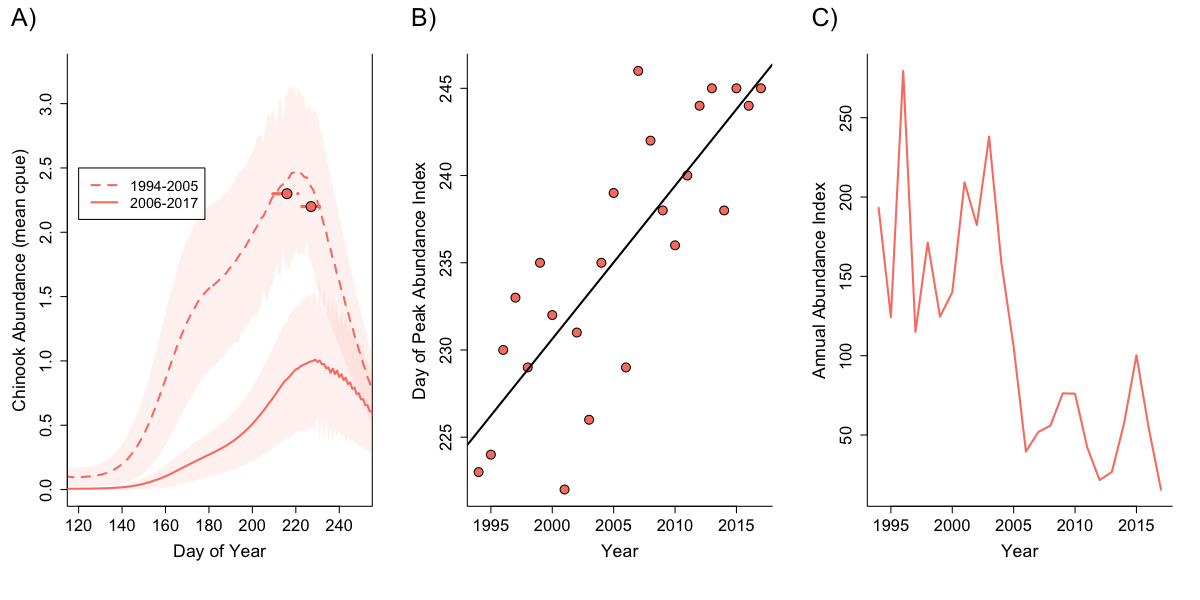 A)
Chinook Abundance (mean cpue)
3.0
2.5
2.0
1.5
1.0
0.5
0.0
1994-2005
2006-2017
120 140 160 180 200 220 240
Day of Year
B)
Day of Peak Abundance Index
245
240
235
230
225
1995 2000 2005 2010 2015
Year
C)
Annual Abundance Index
250
200
150
100
50
1995 2000 2005 2010 2015
Year